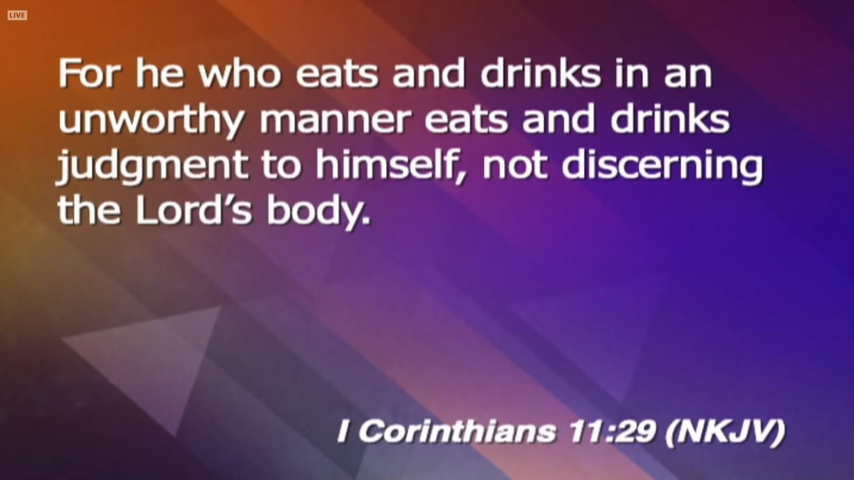 LIVE
For he who eats and drinks in an
unworthy manner eats and drinks
judgment to himself, not discerning
the Lord’s body.
I Corinthians 11:29 (NKJV)